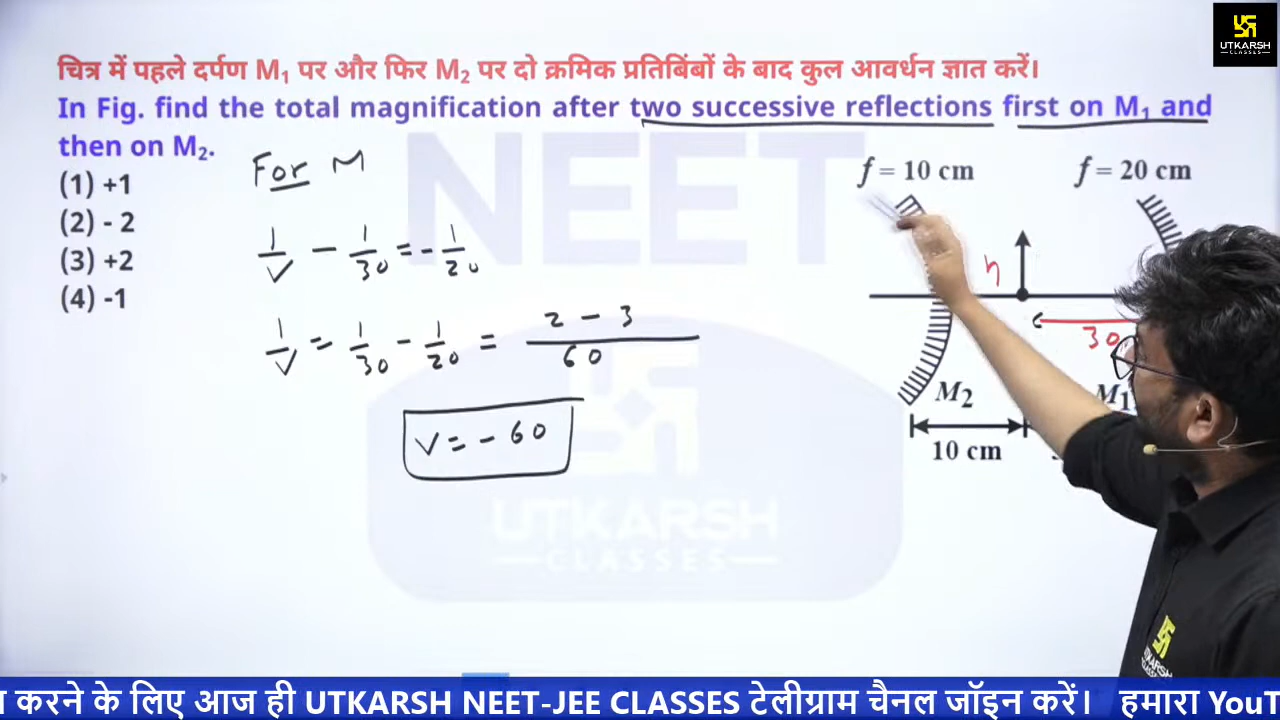 UTKARSH
CLASSES
चित्र में पहले दर्पण M₁ पर और फिर M₂ पर दो क्रमिक प्रतिबिंबों के बाद कुल आवर्धन ज्ञात करें।
In Fig. find the total magnification after two successive reflections first on M₁ and
then on M₂.
(1) +1
(2) - 2
(3) +2
(4) -1
For M
1/V - 1/30 = - 1/20
1/V = 1/30 - 1/20 = 2 - 3 / 60
V = - 60
f = 10 cm
f = 20 cm
h
30
M₂
M₁
10 cm
NEET
UTKARSH
CLASSES
UTKARSH
CLASSES
करने के लिए आज ही UTKARSH NEET-JEE CLASSES टेलीग्राम चैनल जॉइन करें। हमारा YouT